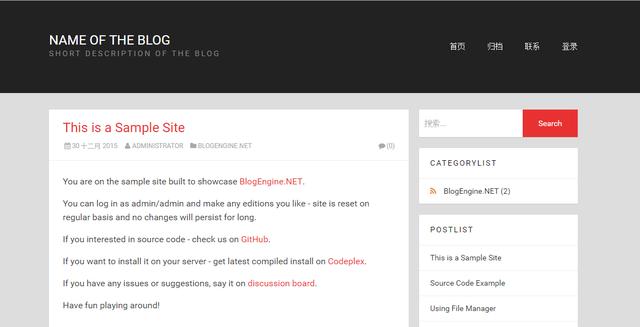 NAME OF THE BLOG
SHORT DESCRIPTION OF THE BLOG
首页 归档 联系 登录
This is a Sample Site
30 十二月 2015 ADMINISTRATOR BLOGENGINE.NET (0)
You are on the sample site built to showcase BlogEngine.NET.
You can log in as admin/admin and make any editions you like - site is reset on
regular basis and no changes will persist for long.
If you interested in source code - check us on GitHub.
If you want to install it on your server - get latest compiled install on Codeplex.
If you have any issues or suggestions, say it on discussion board.
Have fun playing around!
搜索... Search
CATEGORYLIST
BlogEngine.NET (2)
POSTLIST
This is a Sample Site
Source Code Example
Using File Manager